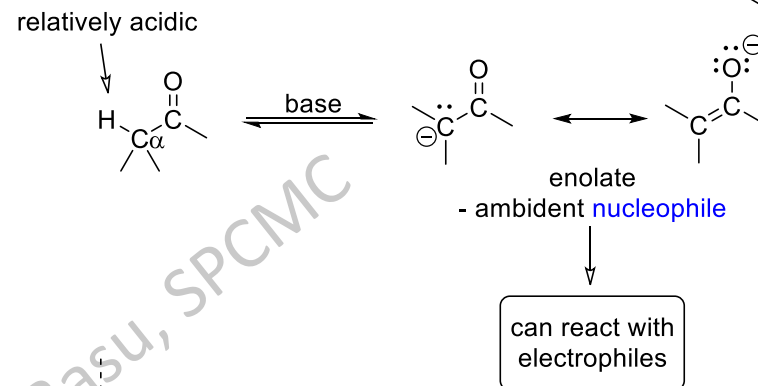 relatively acidic
O
H
C
Cα
base
O
C
C
⊖
O
⊖
C
C
enolate
- ambident nucleophile
can react with
electrophiles
Basu, SPCMC